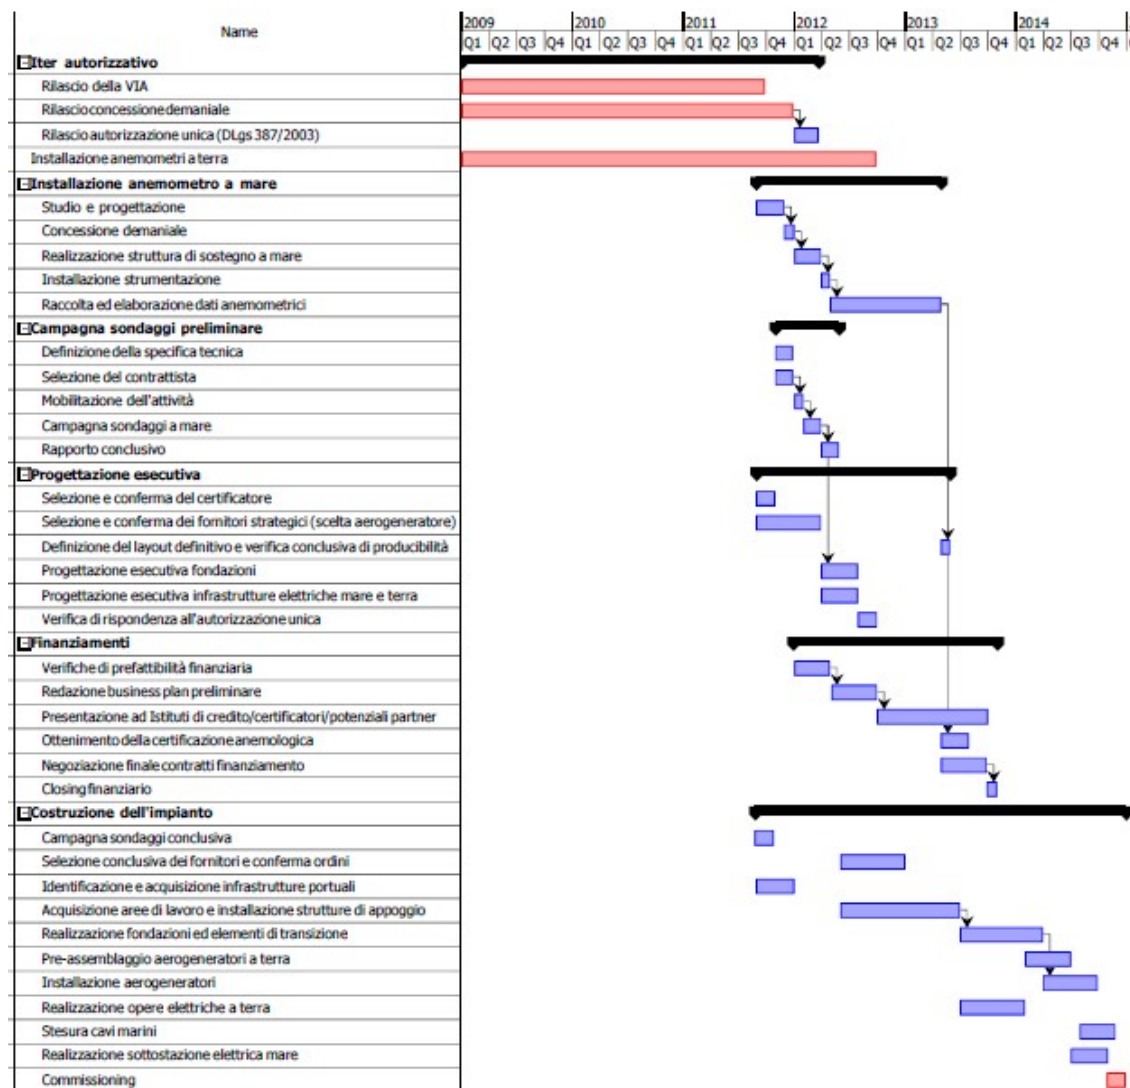 Name
2009 2010 2011 2012 2013 2014
Q1 Q2 Q3 Q4 Q1 Q2 Q3 Q4 Q1 Q2 Q3 Q4 Q1 Q2 Q3 Q4 Q1 Q2 Q3 Q4 Q1 Q2 Q3 Q4
Iter autorizzativo
Rilascio della VIA
Rilascio concessione demaniale
Rilascio autorizzazione unica (DLgs 387/2003)
Installazione anemometri a terra
Installazione anemometro a mare
Studio e progettazione
Concessione demaniale
Realizzazione struttura di sostegno a mare
Installazione strumentazione
Raccolta ed elaborazione dati anemometrici
Campagna sondaggi preliminare
Definizione della specifica tecnica
Selezione del contrattista
Mobilitazione dell'attività
Campagna sondaggi a mare
Rapporto conclusivo
Progettazione esecutiva
Selezione e conferma del certificatore
Selezione e conferma dei fornitori strategici (scelta aerogeneratore)
Definizione del layout definitivo e verifica conclusiva di producibilità
Progettazione esecutiva fondazioni
Progettazione esecutiva infrastrutture elettriche mare e terra
Verifica di rispondenza all'autorizzazione unica
Finanziamenti
Verifiche di prefattibilità finanziaria
Redazione business plan preliminare
Presentazione ad Istituti di credito/certificatori/potenziali partner
Ottenimento della certificazione anemologica
Negoziazione finale contratti finanziamento
Closing finanziario
Costruzione dell'impianto
Campagna sondaggi conclusiva
Selezione conclusiva dei fornitori e conferma ordini
Identificazione e acquisizione infrastrutture portuali
Acquisizione aree di lavoro e installazione strutture di appoggio
Realizzazione fondazioni ed elementi di transizione
Pre-assemblaggio aerogeneratori a terra
Installazione aerogeneratori
Realizzazione opere elettriche a terra
Stesura cavi marini
Realizzazione sottostazione elettrica mare
Commissioning